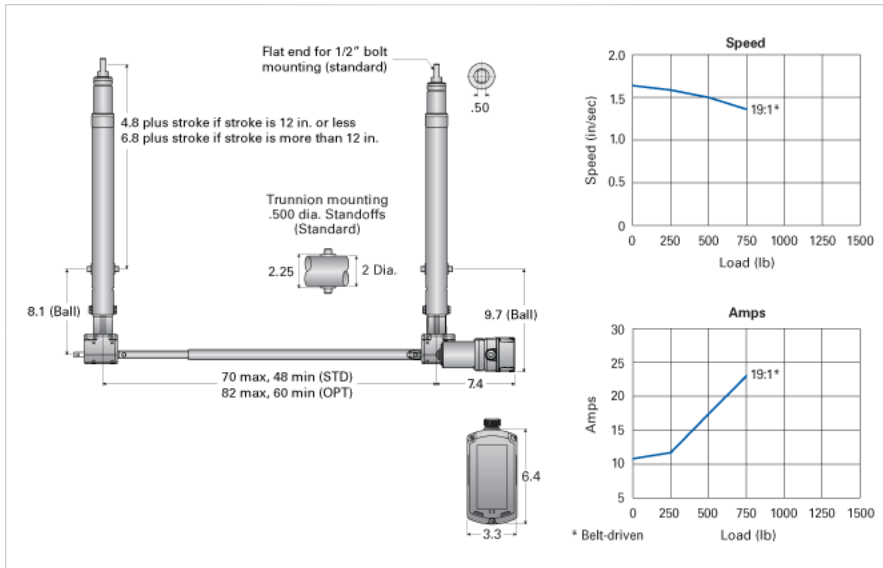 Flat end for 1/2" bolt
mounting (standard)
.50
4.8 plus stroke if stroke is 12 in. or less
6.8 plus stroke if stroke is more than 12 in.
Trunnion mounting
.500 dia. Standoffs
(Standard)
2.25
2 Dia.
8.1 (Ball)
9.7 (Ball)
70 max, 48 min (STD)
82 max, 60 min (OPT)
7.4
6.4
3.3
Speed
Speed (in/sec)
2.0
1.5
1.0
0.5
0
19:1*
0 250 500 750 1000 1250 1500
Load (lb)
Amps
Amps
30
25
20
15
10
5
19:1*
0 250 500 750 1000 1250 1500
* Belt-driven
Load (lb)